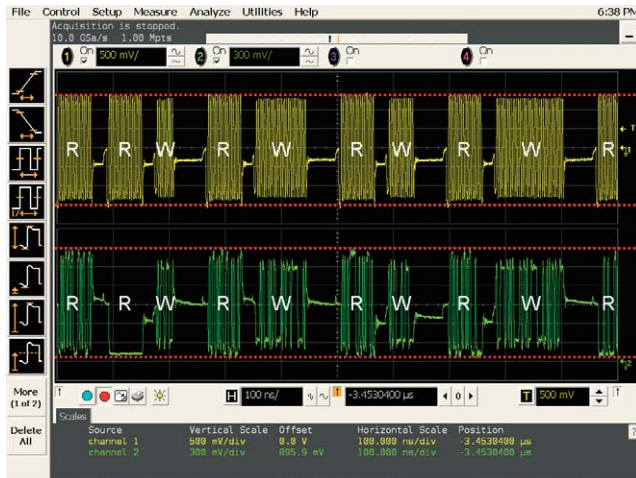 File Control Setup Measure Analyze Utilities Help 6:38 PM
Acquisition is stopped.
10.0 GSa/s 1.00 Mpts
1 On 500 mV/ 2 On 300 mV/ 3 On 4 On
T
R R W R W R W R W R
1
R R W R W R W R W R
2
More
(1 of 2)
Delete
All
H 100 ns/ -3.4530400 µs 0 T 500 mV
Scales
Source Vertical Scale Offset Horizontal Scale Position
channel 1 500 mV/div 0.0 V 100.000 ns/div -3.4530400 µs
channel 2 300 mV/div 895.9 mV 100.000 ns/div -3.4530400 µs
?